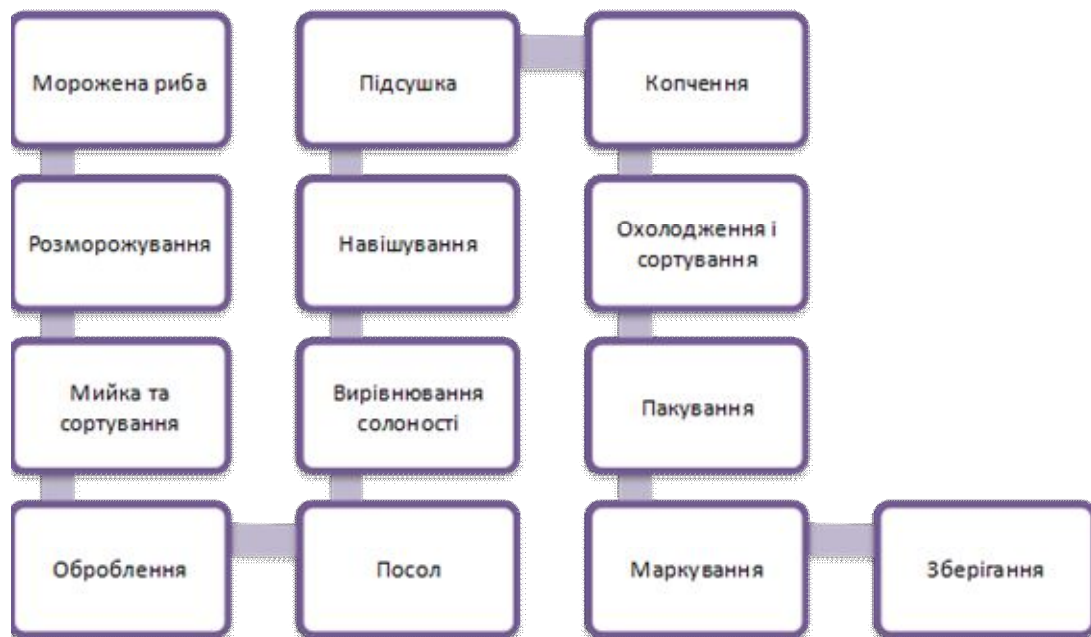 Морожена риба
Розморожування
Мийка та
сортування
Оброблення
Посол
Вирівнювання
солоності
Навішування
Підсушка
Копчення
Охолодження і
сортування
Пакування
Маркування
Зберігання